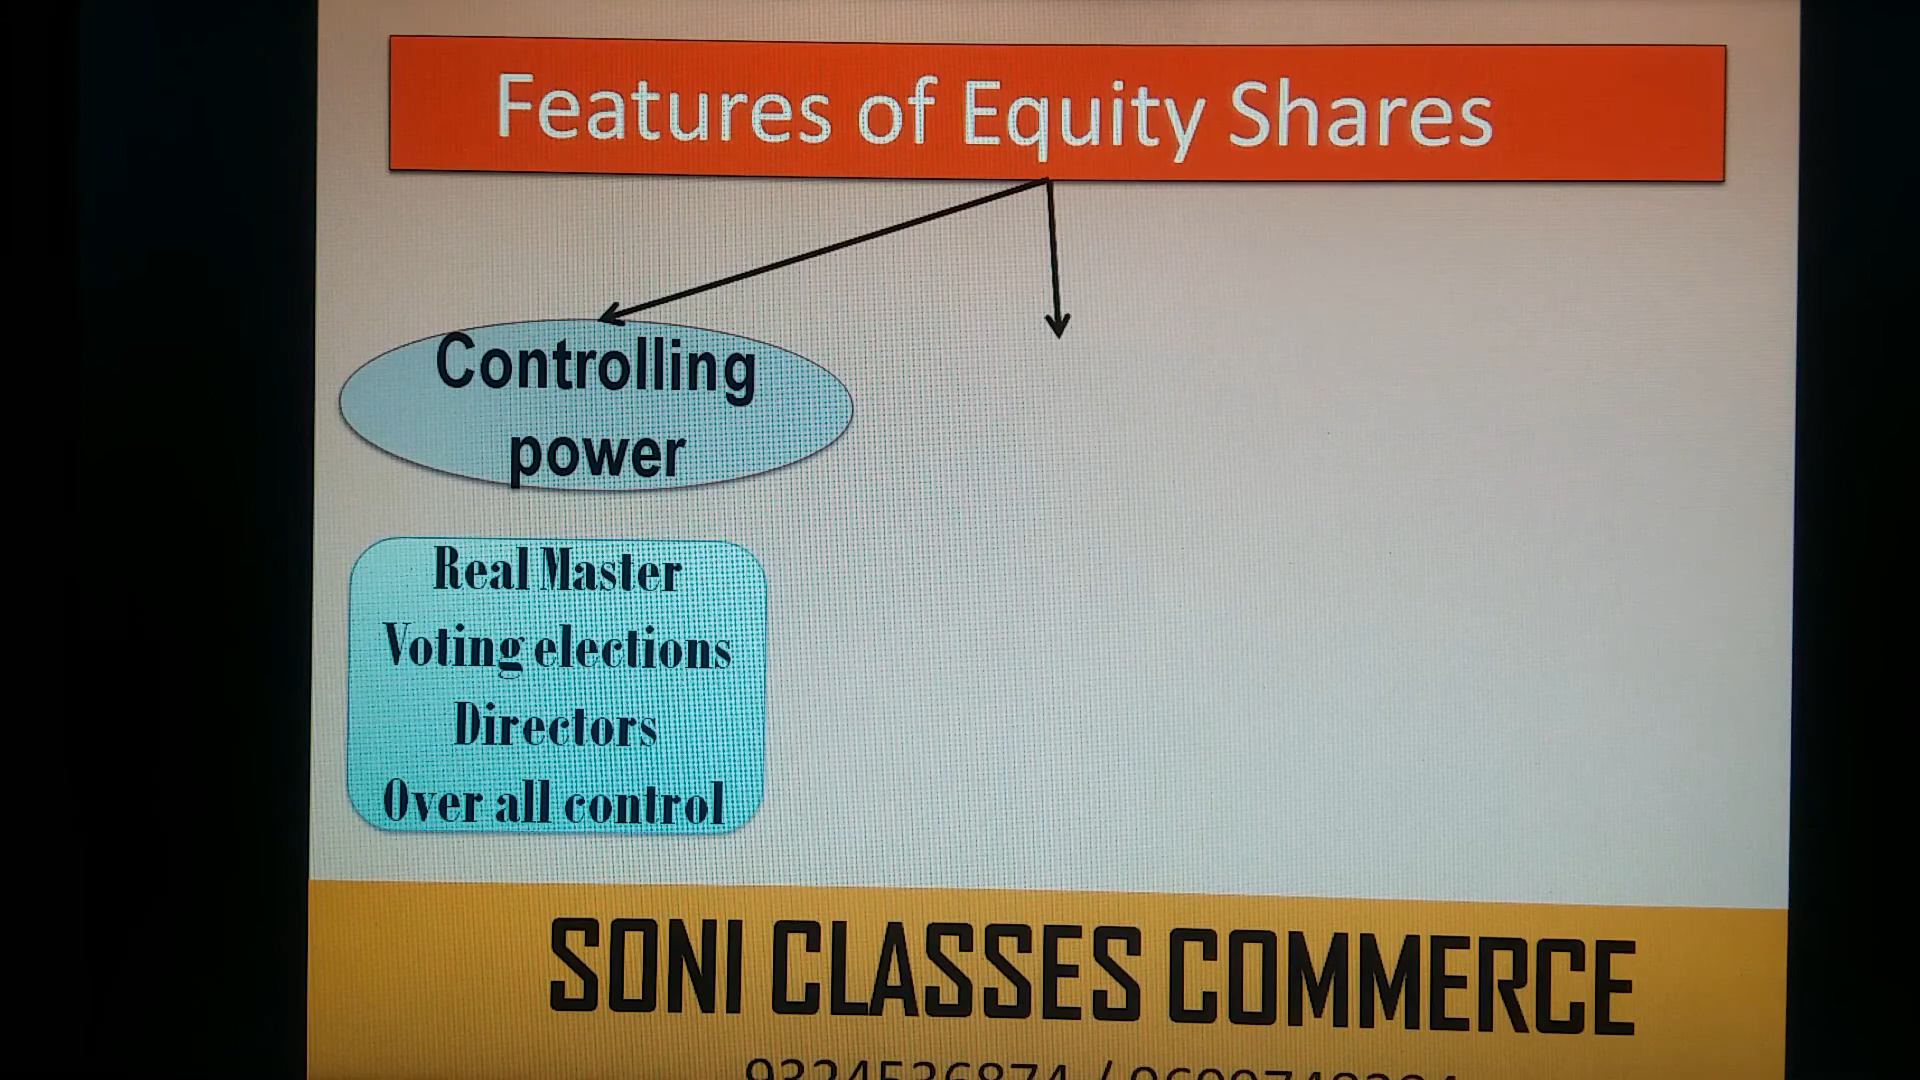 Features of Equity Shares
Controlling
power
Real Master
Voting elections
Directors
Over all control
SONI CLASSES COMMERCE